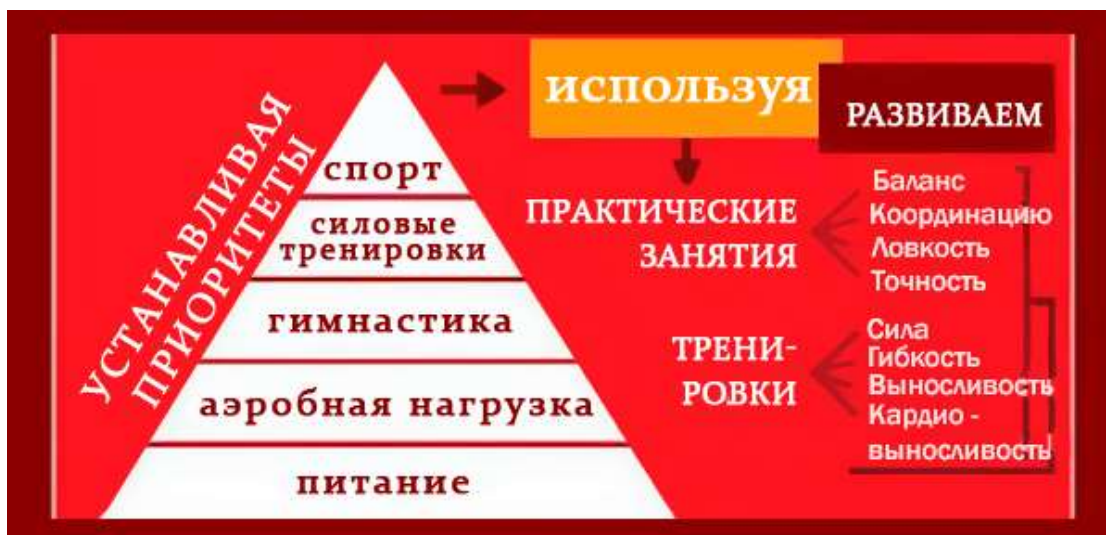 УСТАНАВЛИВАЯ
ПРИОРИТЕТЫ
спорт
силовые
тренировки
гимнастика
аэробная нагрузка
питание
используя
РАЗВИВАЕМ
ПРАКТИЧЕСКИЕ
ЗАНЯТИЯ
Баланс
Координацию
Ловкость
Точность
ТРЕНИ-
РОВКИ
Сила
Гибкость
Выносливость
Кардио -
выносливость